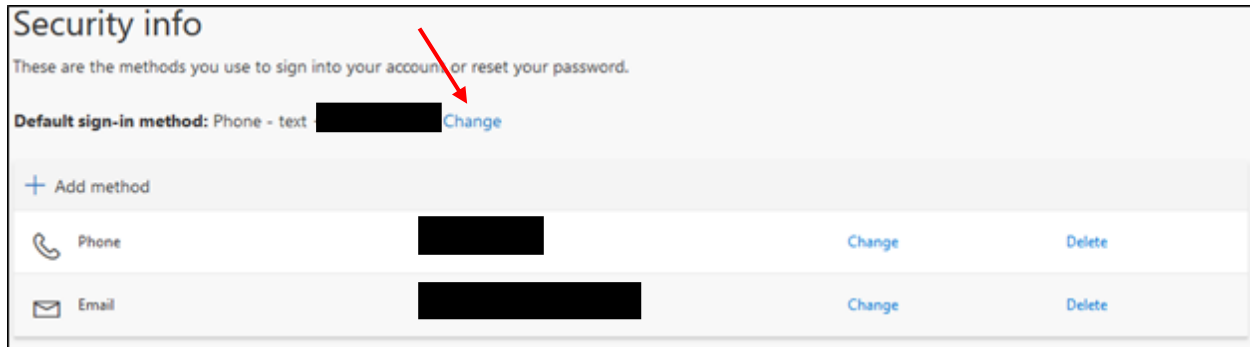 Security info
These are the methods you use to sign into your account or reset your password.
Default sign-in method: Phone - text - Change
+ Add method
Phone Change Delete
Email Change Delete